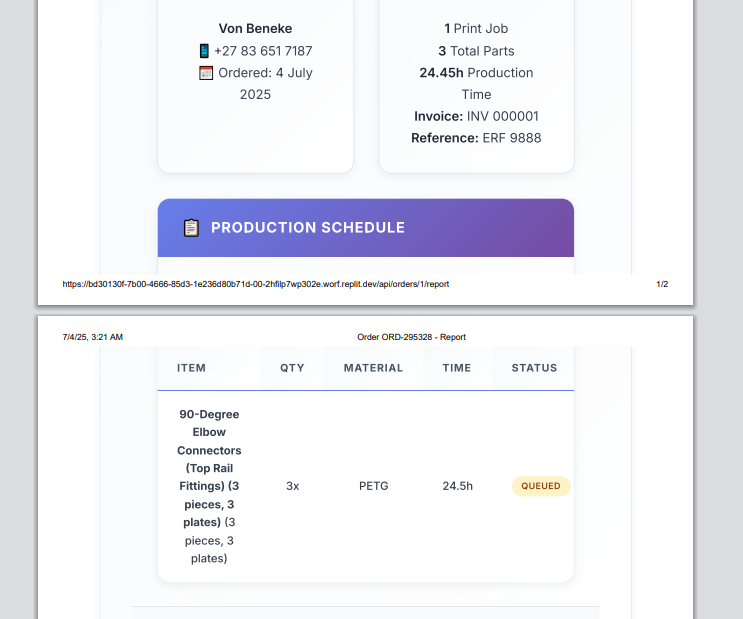 Von Beneke
+27 83 651 7187
Ordered: 4 July
2025
1 Print Job
3 Total Parts
24.45h Production
Time
Invoice: INV 000001
Reference: ERF 9888
PRODUCTION SCHEDULE
https://bd30130f-7b00-4666-85d3-1e236d80b71d-00-2hfilp7wp302e.worf.replit.dev/api/orders/1/report 1/2
7/4/25, 3:21 AM Order ORD-295328 - Report
ITEM QTY MATERIAL TIME STATUS
90-Degree
Elbow
Connectors
(Top Rail
Fittings) (3
pieces, 3
plates) (3
pieces, 3
plates)
3x PETG 24.5h QUEUED